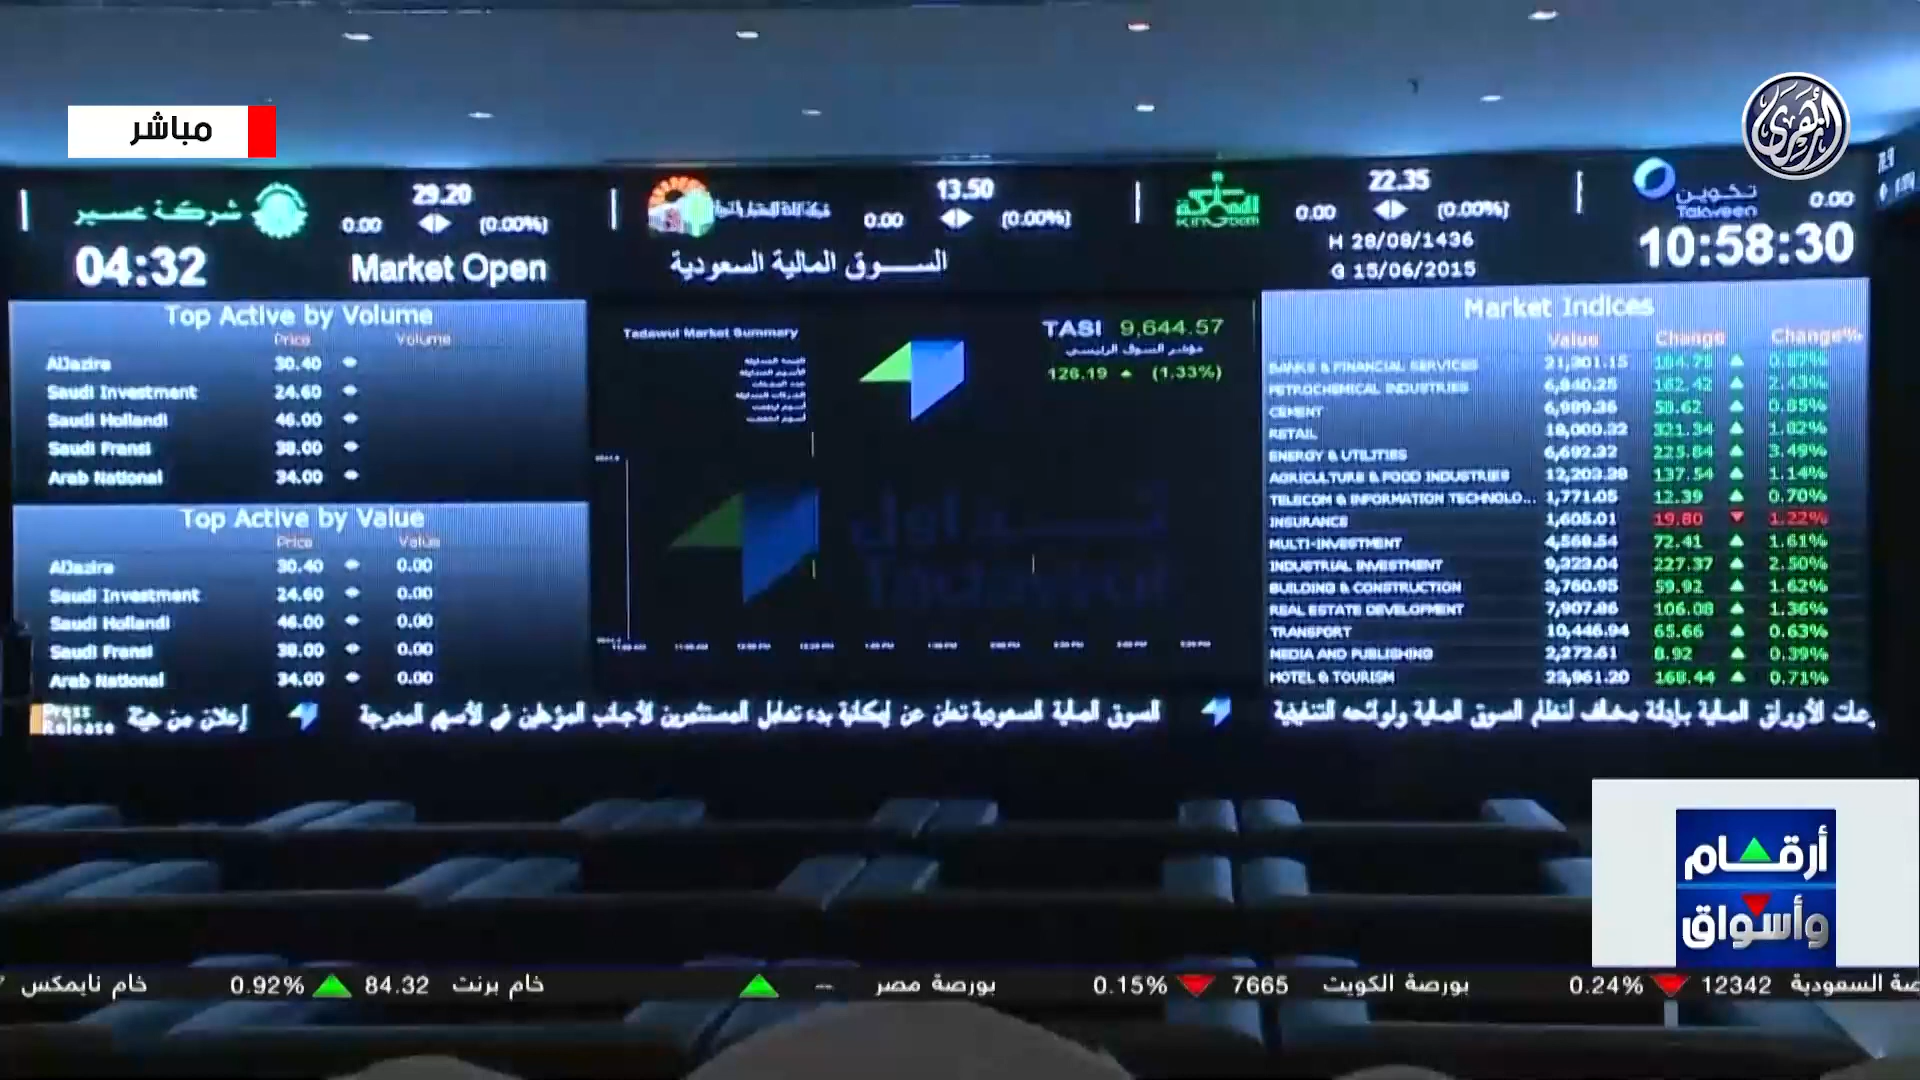 مباشر
أزهري
شركة عسير
29.20
0.00 (0.00%)
13.50
0.00 (0.00%)
المملكة
KINGDOM
22.35
0.00 (0.00%)
تكوين
Takween
0.00
04:32
Market Open
الســـوق المالية السعودية
H 28/08/1436
G 15/06/2015
10:58:30
Top Active by Volume
Price Volume
AlJazira 30.40
Saudi Investment 24.60
Saudi Hollandi 46.00
Saudi Fransi 38.00
Arab National 34.00
Top Active by Value
Price Value
AlJazira 30.40 0.00
Saudi Investment 24.60 0.00
Saudi Hollandi 46.00 0.00
Saudi Fransi 38.00 0.00
Arab National 34.00 0.00
Tadawul Market Summary
TASI 9,644.57
مؤشر السوق الرئيسي
126.19 (1.33%)
تداول
Tadawul
Market Indices
Value Change Change%
BANKS & FINANCIAL SERVICES 21,301.15 184.75 0.87%
PETROCHEMICAL INDUSTRIES 6,840.25 162.42 2.43%
CEMENT 6,989.36 58.62 0.85%
RETAIL 18,000.32 321.34 1.82%
ENERGY & UTILITIES 6,692.32 225.84 3.49%
AGRICULTURE & FOOD INDUSTRIES 12,203.38 137.54 1.14%
TELECOM & INFORMATION TECHNOLO... 1,771.05 12.39 0.70%
INSURANCE 1,605.01 19.80 1.22%
MULTI-INVESTMENT 4,568.54 72.41 1.61%
INDUSTRIAL INVESTMENT 9,323.04 227.37 2.50%
BUILDING & CONSTRUCTION 3,760.95 59.92 1.62%
REAL ESTATE DEVELOPMENT 7,907.86 106.08 1.36%
TRANSPORT 10,446.94 65.66 0.63%
MEDIA AND PUBLISHING 2,272.61 8.92 0.39%
HOTEL & TOURISM 23,961.20 168.44 0.71%
وعات الأوراق المالية بإدانة مخالف لنظام السوق المالية ولوائحه التنفيذية السوق المالية السعودية تعلن عن إمكانية بدء تعامل المستثمرين الأجانب المؤهلين في الأسهم المدرجة إعلان من هيئة
Press Release
أرقـام
وأسواق
صة السعودية 12342 0.24% بورصة الكويت 7665 0.15% بورصة مصر -- خام برنت 84.32 0.92% خام نايمكس